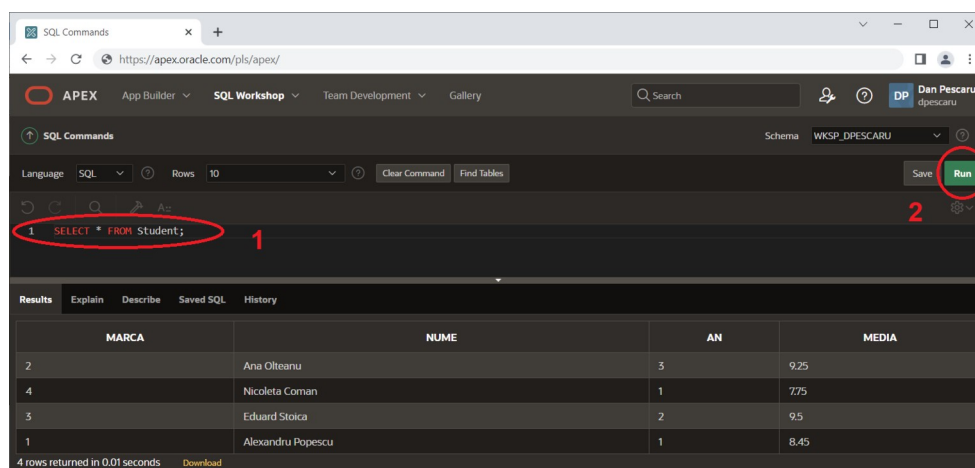 SQL Commands
https://apex.oracle.com/pls/apex/
APEX App Builder SQL Workshop Team Development Gallery Search DP Dan Pescaru
dpescaru
SQL Commands Schema WKSP_DPESCARU
Language SQL Rows 10 Clear Command Find Tables Save Run
2
1 SELECT * FROM Student; 1
Results Explain Describe Saved SQL History
MARCA NUME AN MEDIA
2 Ana Olteanu 3 9.25
4 Nicoleta Coman 1 7.75
3 Eduard Stoica 2 9.5
1 Alexandru Popescu 1 8.45
4 rows returned in 0.01 seconds Download